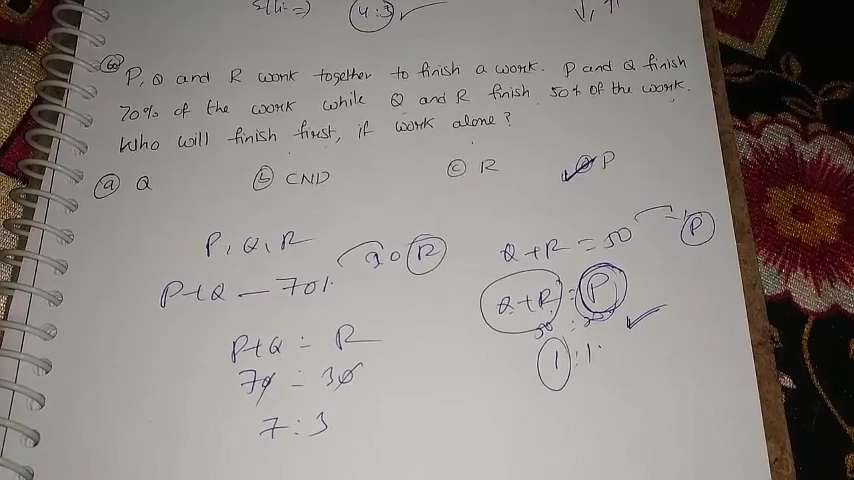 4:3
60 P, Q and R work together to finish a work. P and Q finish
70% of the work while Q and R finish 50% of the work.
Who will finish first, if work alone?
a Q b CND c R P
P, Q, R
P+Q — 70% 30 R
P+Q : R
70 : 30
7 : 3
Q+R = 50 P
Q+R : P
50 : 50
1 : 1